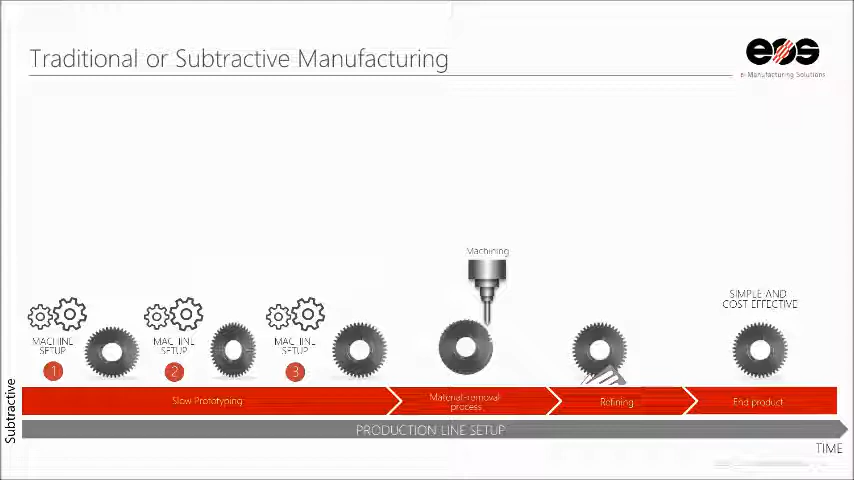 Traditional or Subtractive Manufacturing
eos
e-Manufacturing Solutions
Machining
SIMPLE AND
COST EFFECTIVE
MACHINE
SETUP
1
MACHINE
SETUP
2
MACHINE
SETUP
3
Subtractive
Slow Prototyping
Material-removal
process
Refining
End product
PRODUCTION LINE SETUP
TIME